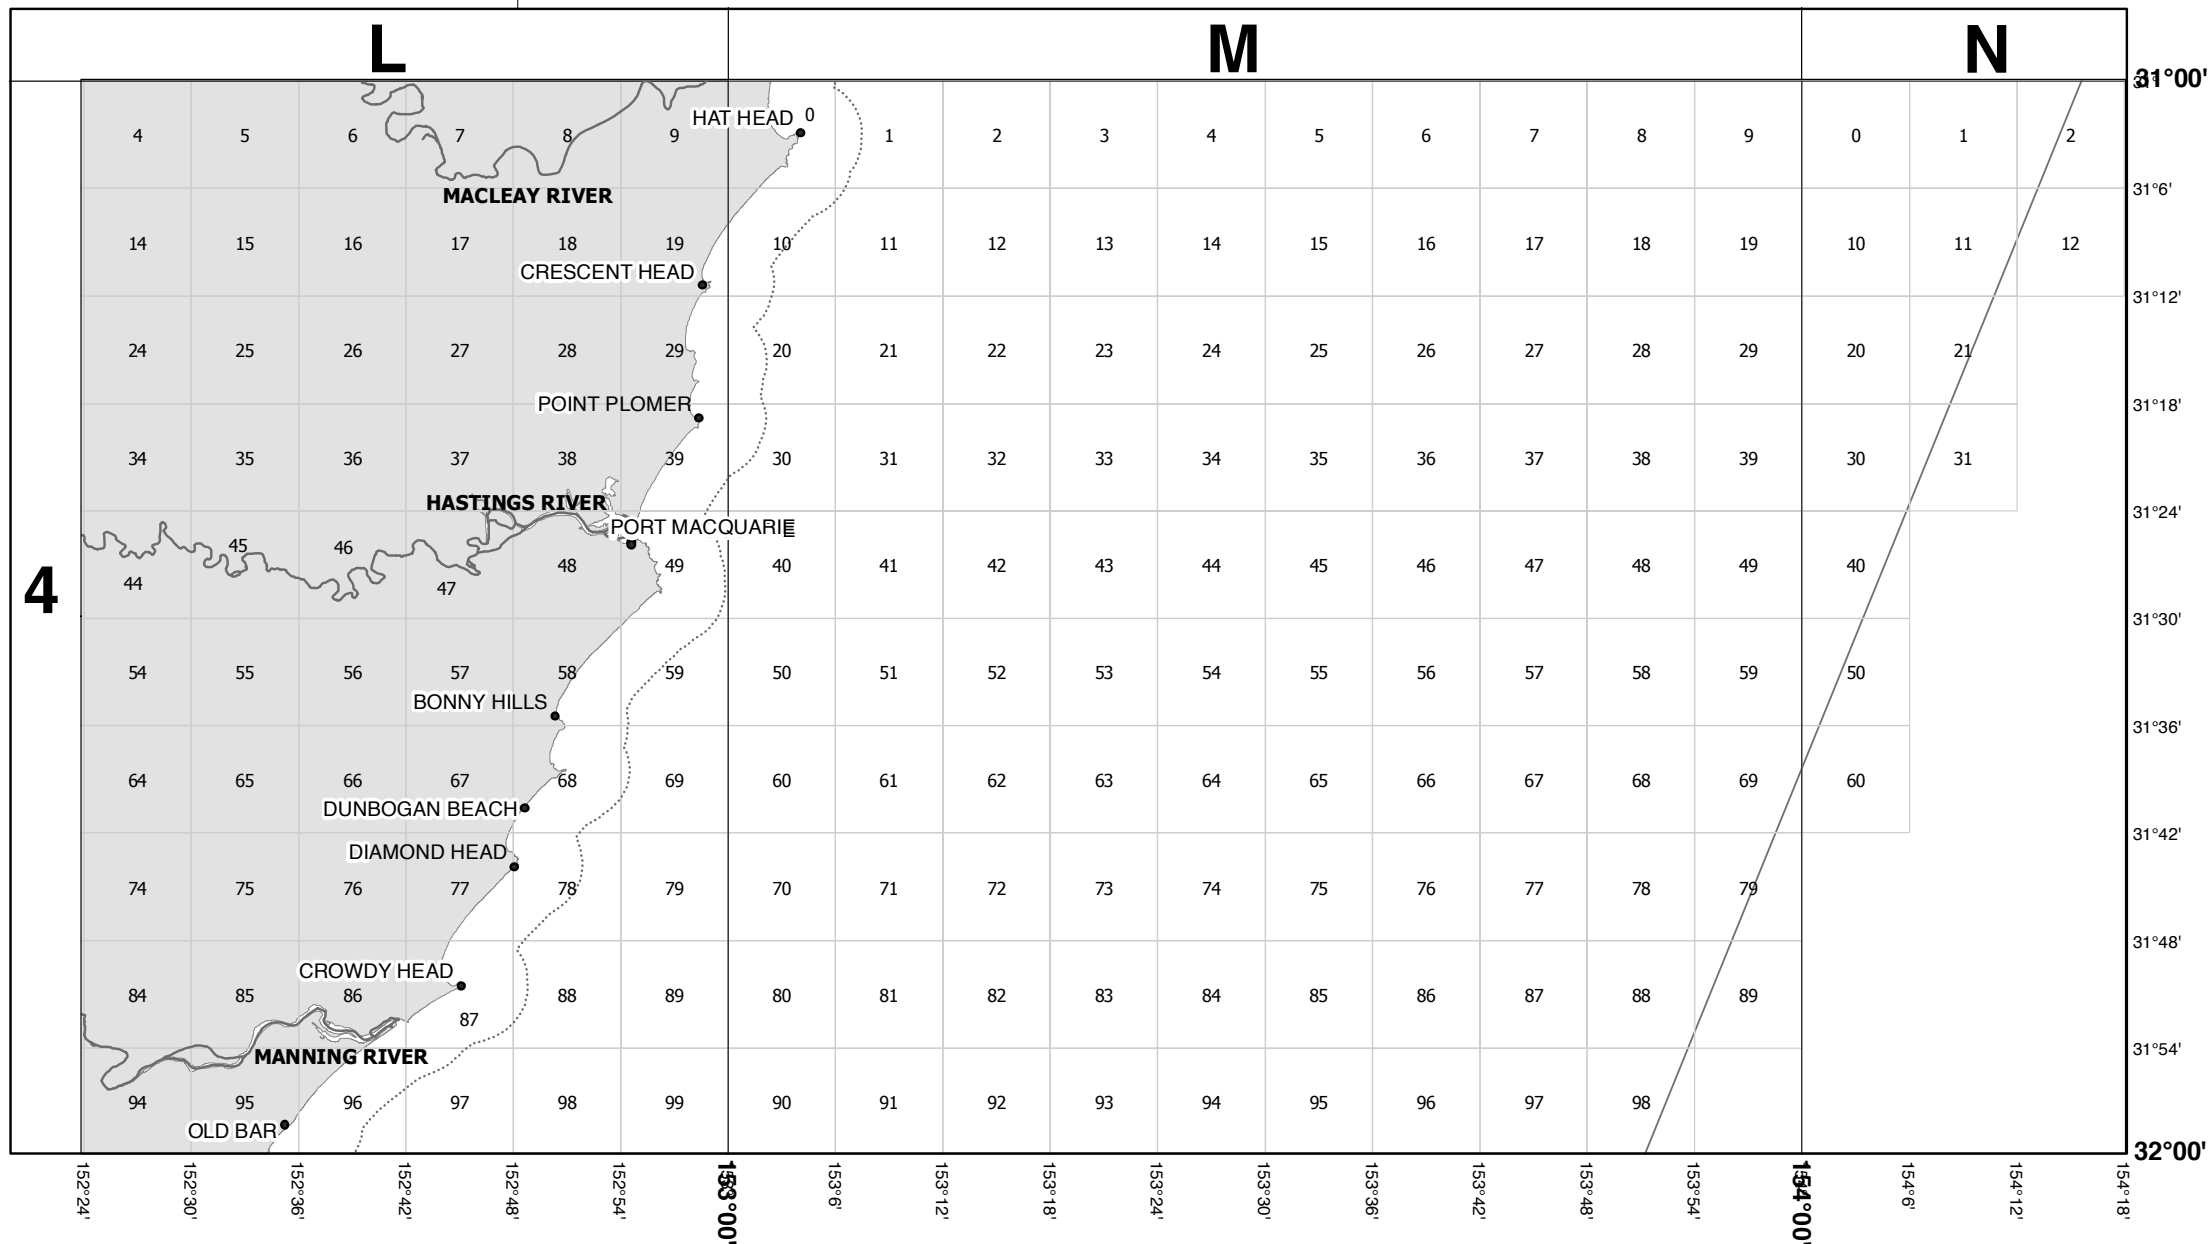 L M N
31°00'
HAT HEAD 0
4 5 6 7 8 9 1 2 3 4 5 6 7 8 9 0 1 2
31°6'
MACLEAY RIVER
14 15 16 17 18 19 10 11 12 13 14 15 16 17 18 19 10 11 12
CRESCENT HEAD
31°12'
24 25 26 27 28 29 20 21 22 23 24 25 26 27 28 29 20 21
POINT PLOMER
31°18'
34 35 36 37 38 39 30 31 32 33 34 35 36 37 38 39 30 31
HASTINGS RIVER
31°24'
PORT MACQUARIE
45 46
48 49 40 41 42 43 44 45 46 47 48 49 40
44 47
4
31°30'
54 55 56 57 58 59 50 51 52 53 54 55 56 57 58 59 50
BONNY HILLS
31°36'
64 65 66 67 68 69 60 61 62 63 64 65 66 67 68 69 60
DUNBOGAN BEACH
31°42'
DIAMOND HEAD
74 75 76 77 78 79 70 71 72 73 74 75 76 77 78 79
31°48'
CROWDY HEAD
84 85 86 88 89 80 81 82 83 84 85 86 87 88 89
87
31°54'
MANNING RIVER
94 95 96 97 98 99 90 91 92 93 94 95 96 97 98
OLD BAR
32°00'
152°24' 152°30' 152°36' 152°42' 152°48' 152°54' 153°00' 153°6' 153°12' 153°18' 153°24' 153°30' 153°36' 153°42' 153°48' 153°54' 154°00' 154°6' 154°12' 154°18'